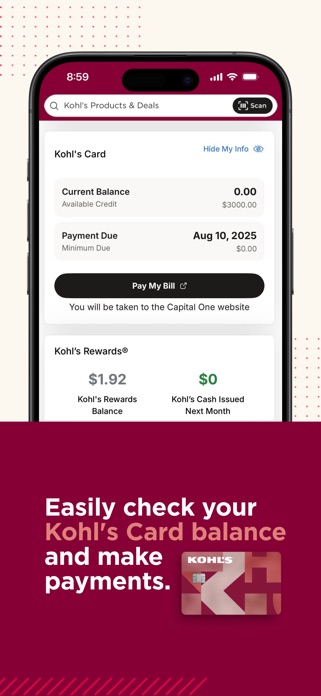 8:59
Kohl's Products & Deals
Scan
Kohl's Card
Hide My Info
Current Balance 0.00
Available Credit $3000.00
Payment Due Aug 10, 2025
Minimum Due $0.00
Pay My Bill
You will be taken to the Capital One website
Kohl's Rewards®
$1.92 $0
Kohl's Rewards Kohl's Cash Issued
Balance Next Month
Easily check your
Kohl's Card balance
and make
payments.
KOHL'S